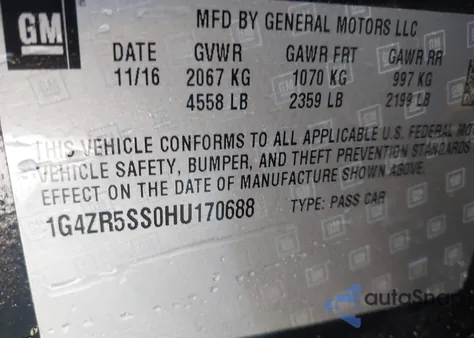 GM
MFD BY GENERAL MOTORS LLC
DATE GVWR GAWR FRT GAWR RR
11/16 2067 KG 1070 KG 997 KG
4558 LB 2359 LB 2199 LB
THIS VEHICLE CONFORMS TO ALL APPLICABLE U.S. FEDERAL
VEHICLE SAFETY, BUMPER, AND THEFT PREVENTION STANDARDS
EFFECT ON THE DATE OF MANUFACTURE SHOWN ABOVE.
1G4ZR5SS0HU170688 TYPE: PASS CAR